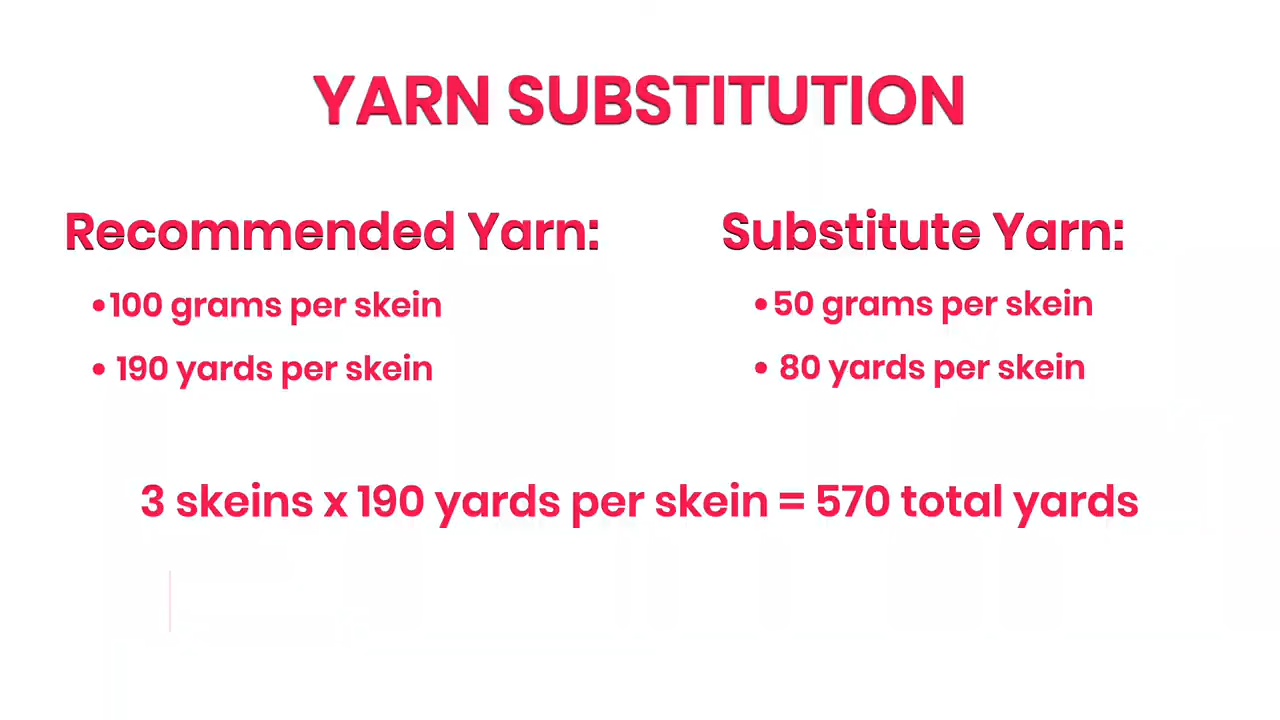 YARN SUBSTITUTION
Recommended Yarn:
•100 grams per skein
• 190 yards per skein
Substitute Yarn:
•50 grams per skein
• 80 yards per skein
3 skeins x 190 yards per skein = 570 total yards